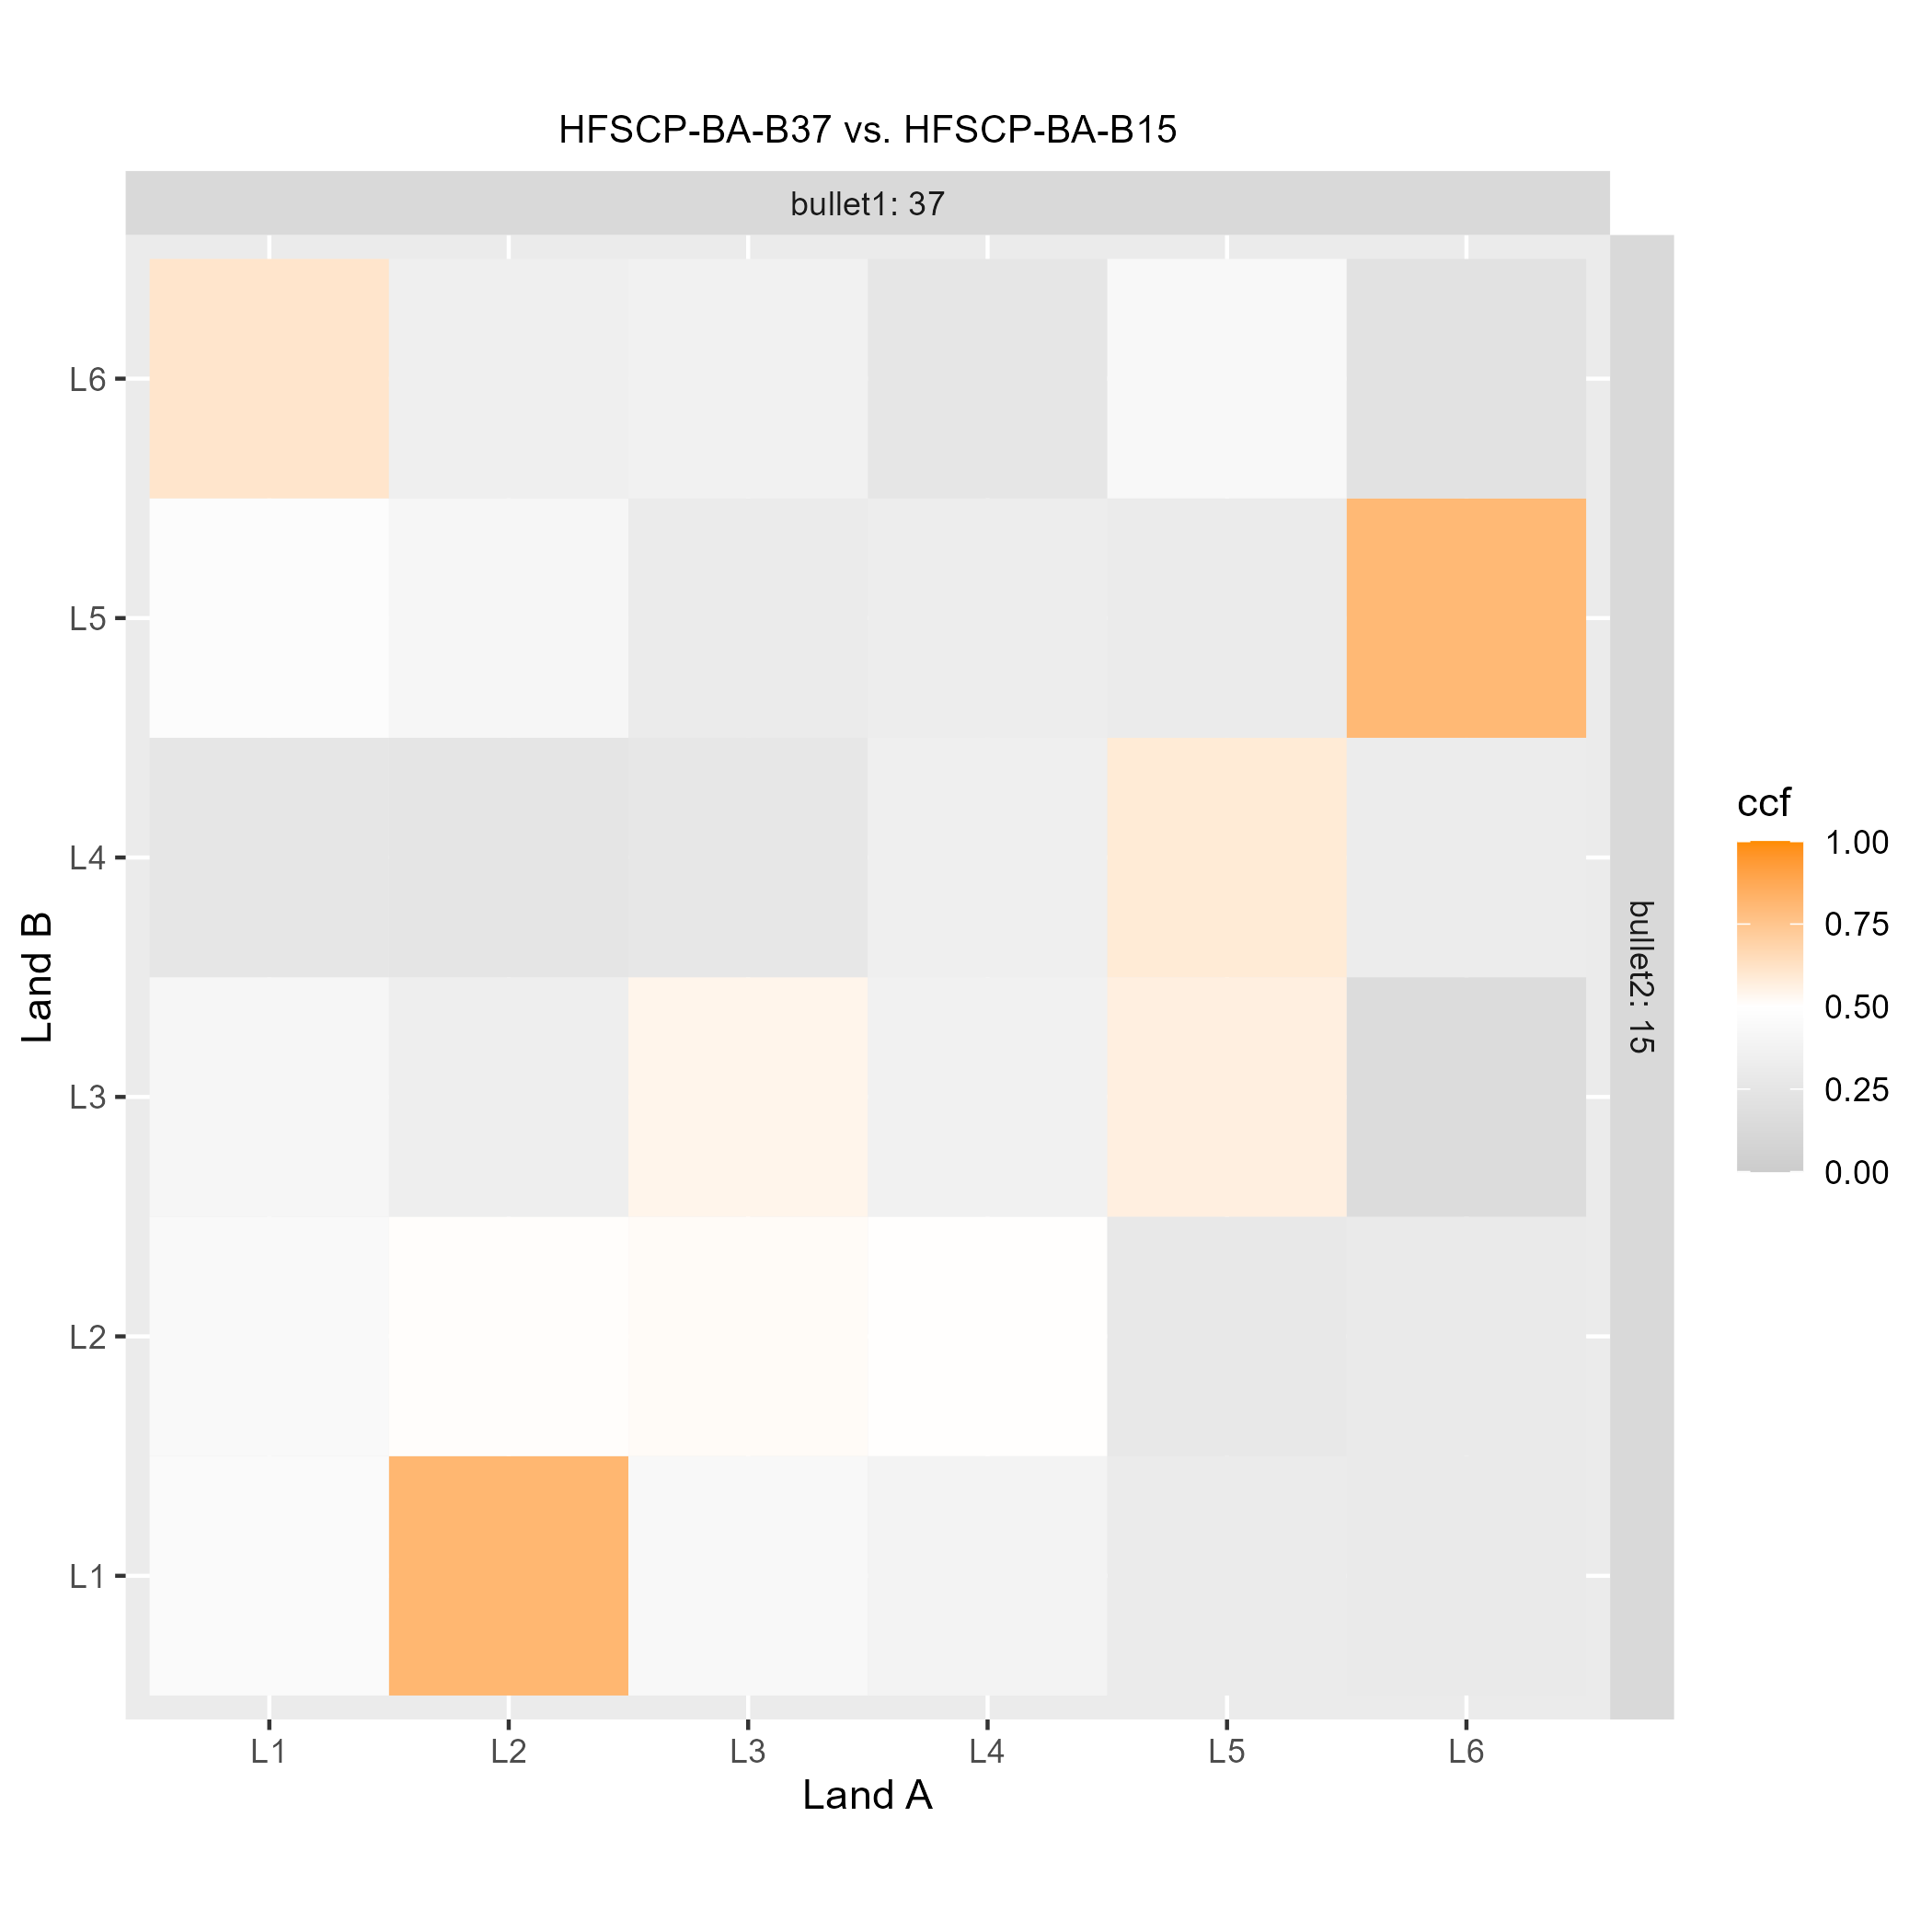 HFSCP-BA-B37 vs. HFSCP-BA-B15
bullet1: 37
L6
L5
L4
L3
L2
L1
Land B
bullet2: 15
ccf
1.00
0.75
0.50
0.25
0.00
L1 L2 L3 L4 L5 L6
Land A